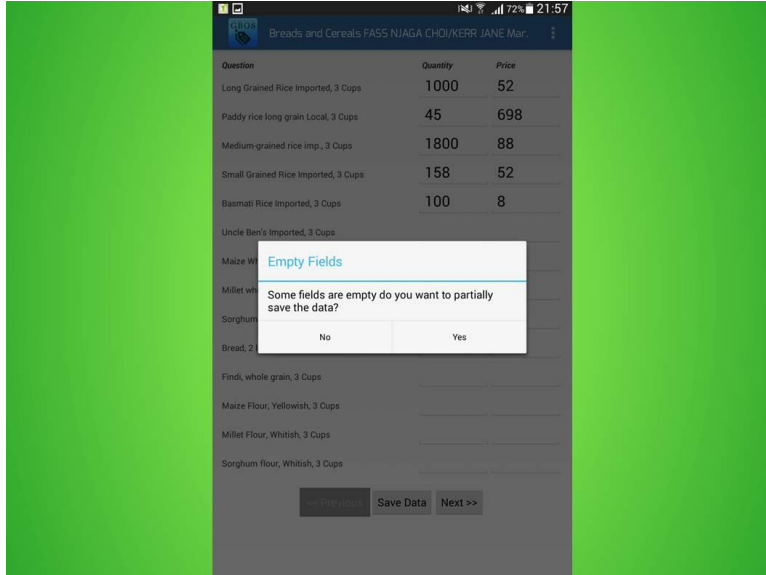 72% 21:57
GBOS
Breads and Cereals FASS NJAGA CHOI/KERR JANE Mar.
Question Quantity Price
Long Grained Rice Imported, 3 Cups 1000 52
Paddy rice long grain Local, 3 Cups 45 698
Medium-grained rice imp., 3 Cups 1800 88
Small Grained Rice Imported, 3 Cups 158 52
Basmati Rice Imported, 3 Cups 100 8
Uncle Ben's Imported, 3 Cups
Maize
Empty Fields
Millet
Some fields are empty do you want to partially
save the data?
Sorghum
No Yes
Bread, 2
Findi, whole grain, 3 Cups
Maize Flour, Yellowish, 3 Cups
Millet Flour, Whitish, 3 Cups
Sorghum flour, Whitish, 3 Cups
<< Previous Save Data Next >>